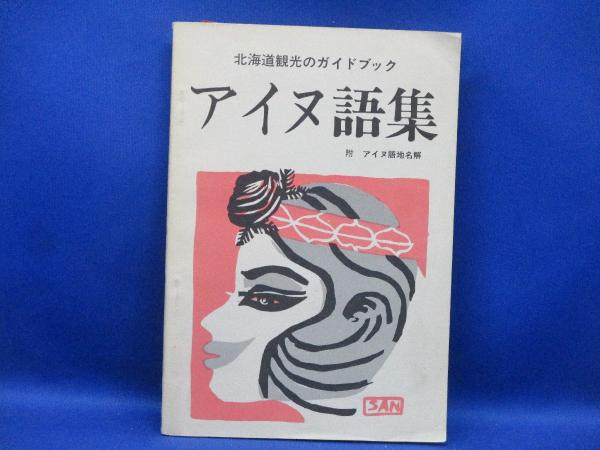 北海道観光のガイドブック
アイヌ語集
附 アイヌ語地名解
SAN